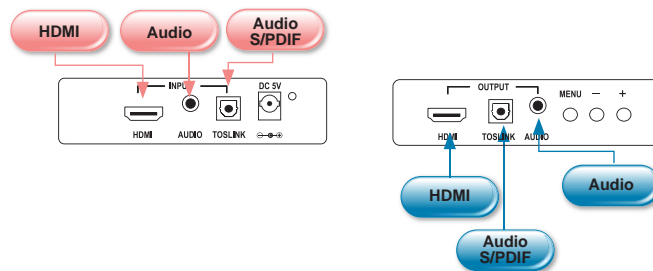 HDMI
Audio
Audio
S/PDIF
INPUT
DC 5V
HDMI
AUDIO
TOSLINK
OUTPUT
MENU
−
+
HDMI
TOSLINK
AUDIO
HDMI
Audio
Audio
S/PDIF